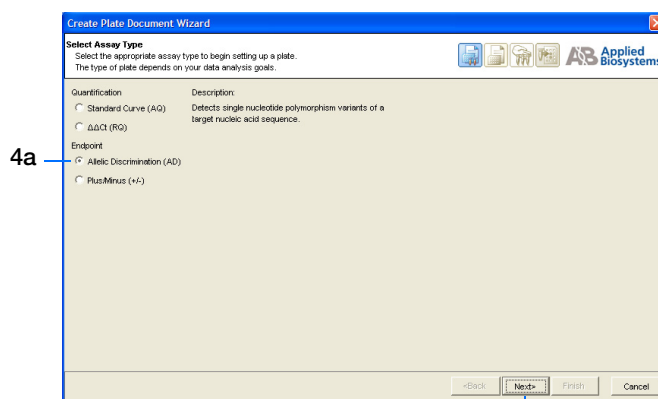 Create Plate Document Wizard
Select Assay Type
Select the appropriate assay type to begin setting up a plate.
The type of plate depends on your data analysis goals.
AB Applied
Biosystems
Quantification
Description:
Standard Curve (AQ)
Detects single nucleotide polymorphism variants of a
target nucleic acid sequence.
ΔΔCt (RQ)
Endpoint
4a
Allelic Discrimination (AD)
Plus/Minus (+/-)
<Back
Next>
Finish
Cancel